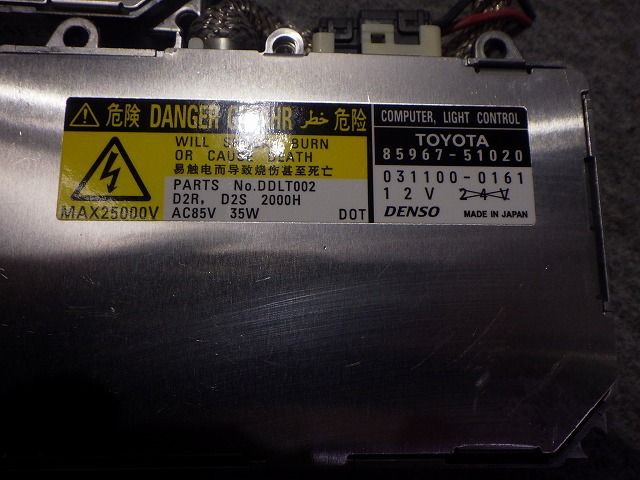 危険 DANGER خطر 危险
WILL BURN
OR CAUSE DEATH
易触电而导致烧伤甚至死亡
MAX25000V
PARTS No.DDLT002
D2R, D2S 2000H
AC85V 35W DOT
COMPUTER, LIGHT CONTROL
TOYOTA
85967-51020
031100-0161
12V 24V
DENSO MADE IN JAPAN